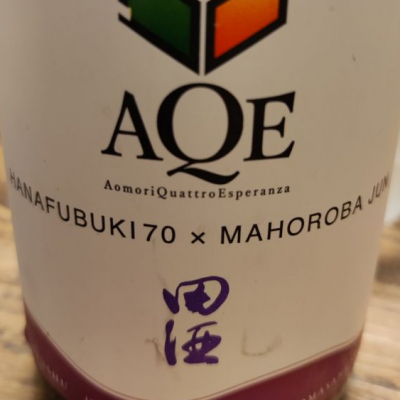 AQE
AomoriQuattroEsperanza
HANAFUBUKI70 × MAHOROBA JUN
田酒